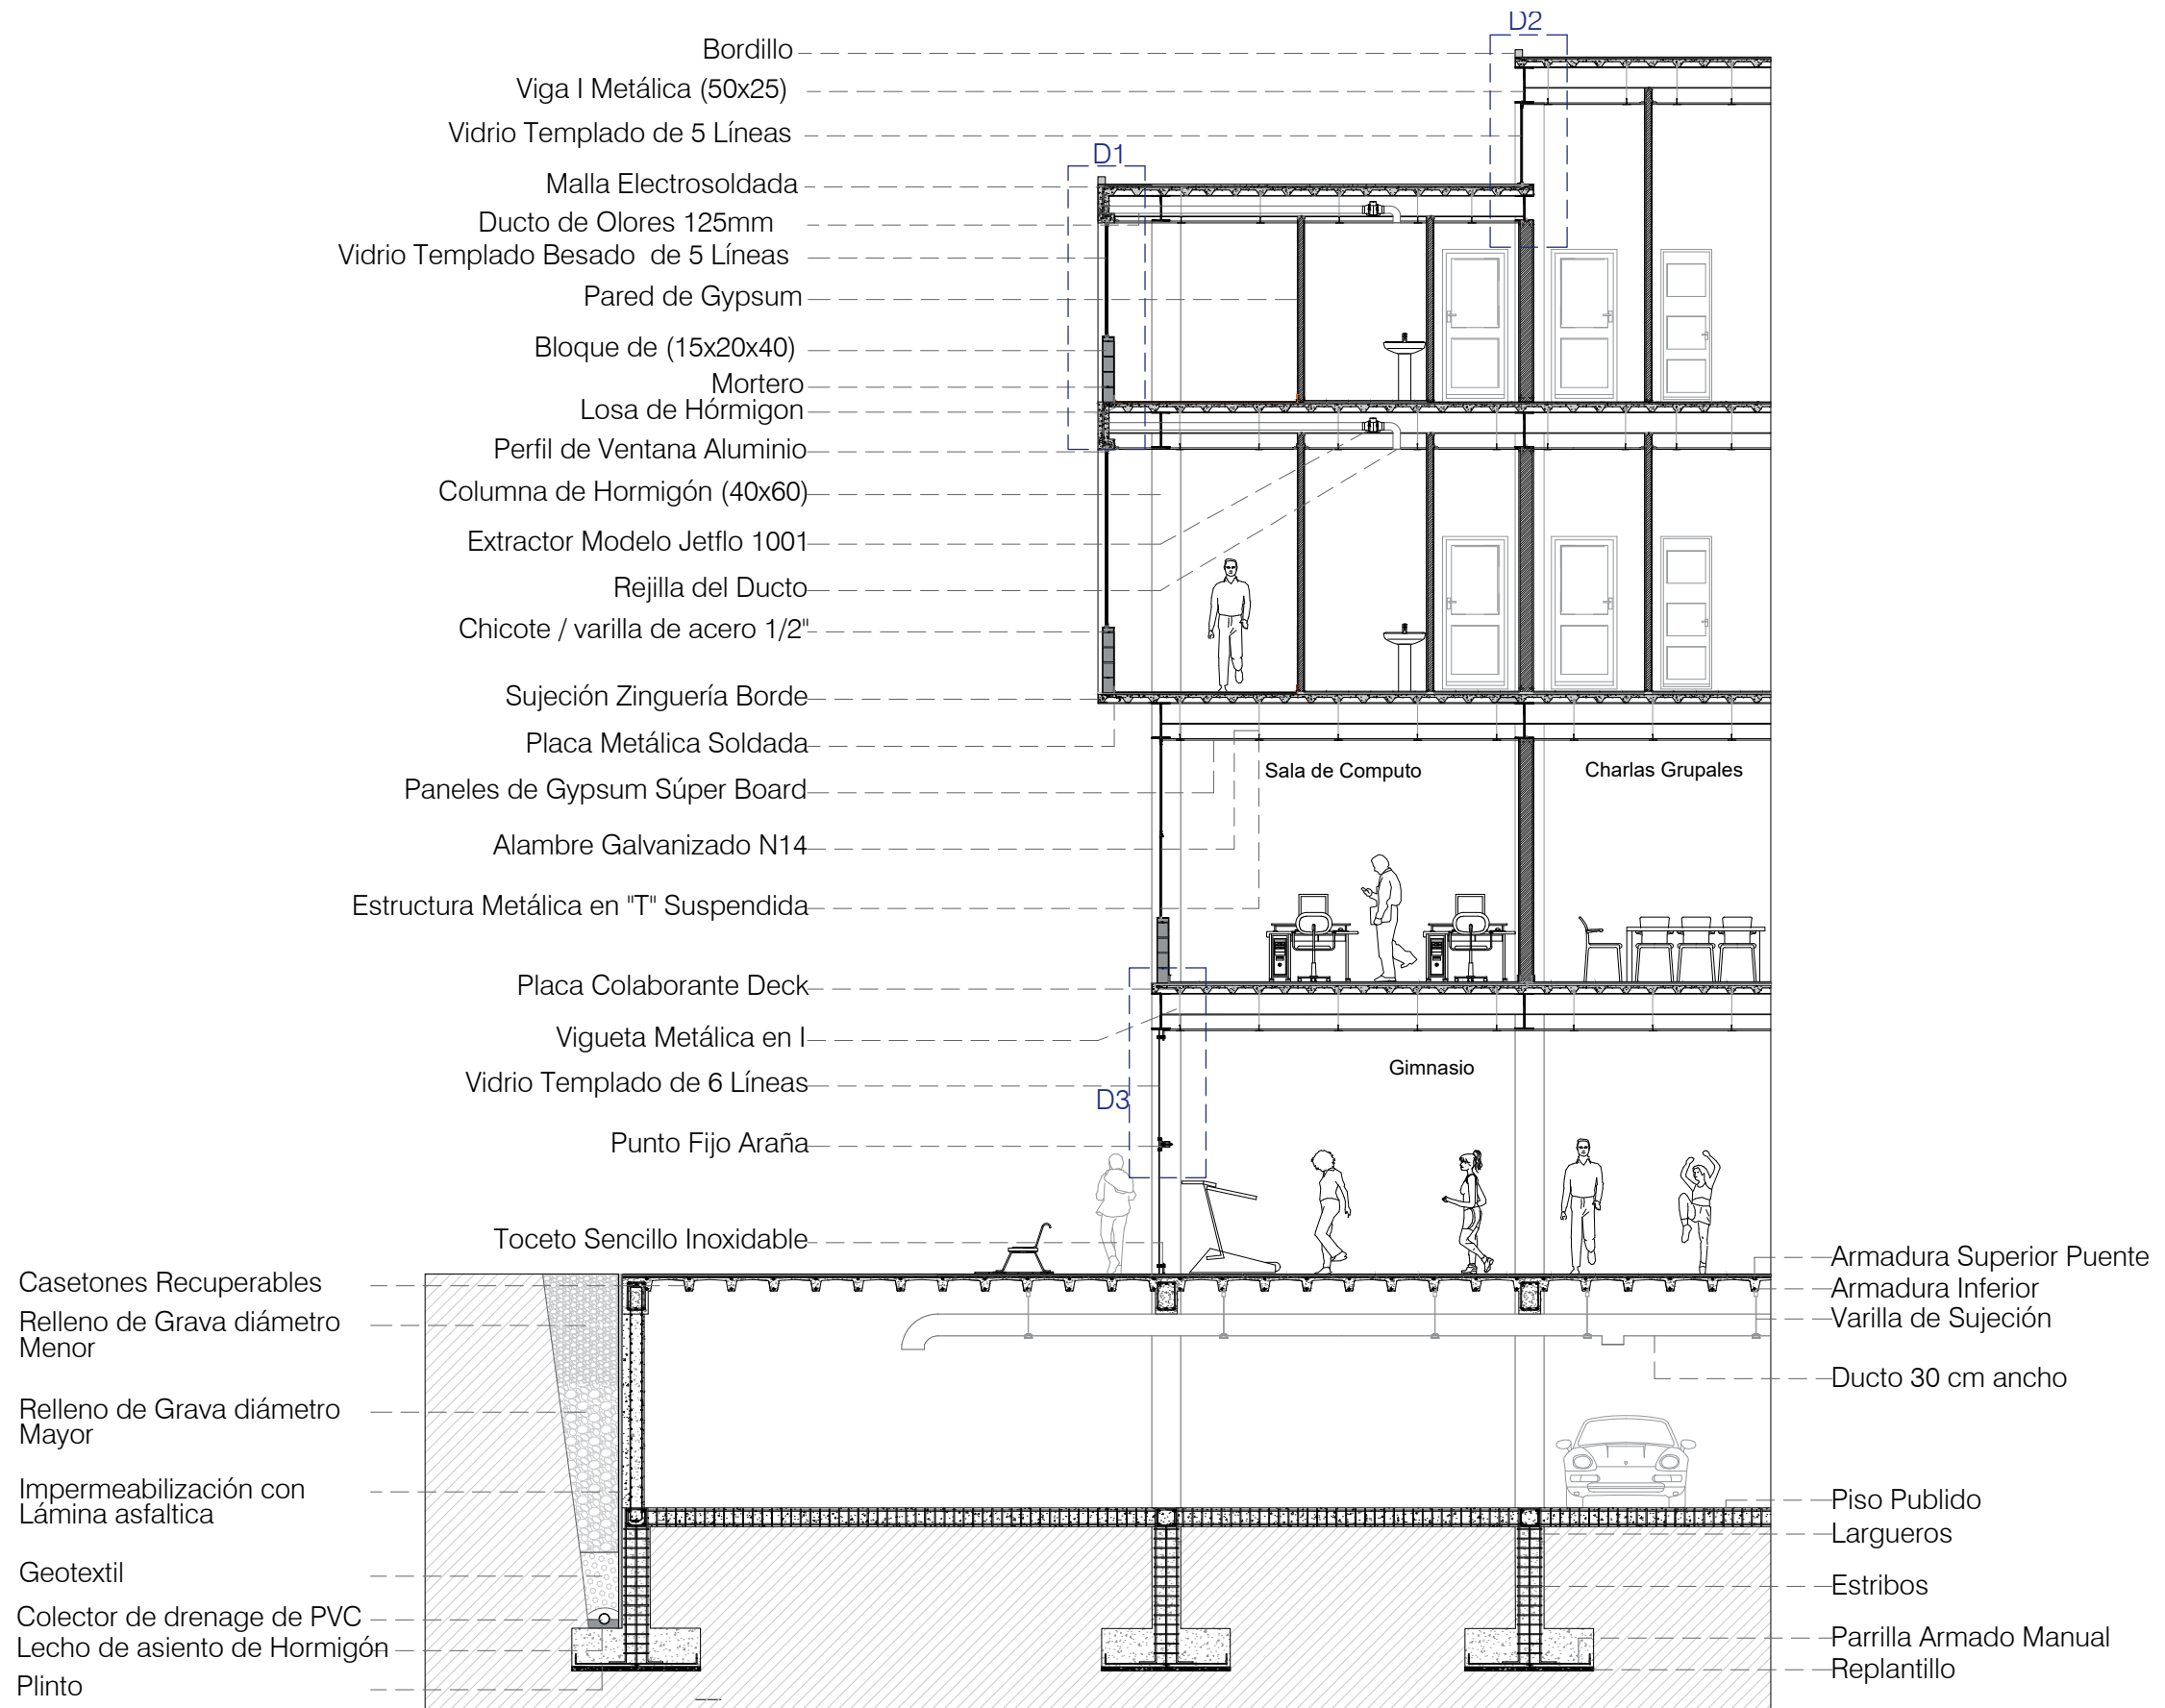 D2
Bordillo
Viga I Metálica (50x25)
Vidrio Templado de 5 Líneas
D1
Malla Electrosoldada
Ducto de Olores 125mm
Vidrio Templado Besado de 5 Líneas
Pared de Gypsum
Bloque de (15x20x40)
Mortero
Losa de Hórmigon
Perfil de Ventana Aluminio
Columna de Hormigón (40x60)
Extractor Modelo Jetflo 1001
Rejilla del Ducto
Chicote / varilla de acero 1/2"
Sujeción Zinguería Borde
Placa Metálica Soldada
Sala de Computo
Charlas Grupales
Paneles de Gypsum Súper Board
Alambre Galvanizado N14
Estructura Metálica en "T" Suspendida
Placa Colaborante Deck
Vigueta Metálica en I
Gimnasio
Vidrio Templado de 6 Líneas
D3
Punto Fijo Araña
Toceto Sencillo Inoxidable
Casetones Recuperables
Relleno de Grava diámetro
Menor
Relleno de Grava diámetro
Mayor
Impermeabilización con
Lámina asfaltica
Geotextil
Colector de drenage de PVC
Lecho de asiento de Hormigón
Plinto
Armadura Superior Puente
Armadura Inferior
Varilla de Sujeción
Ducto 30 cm ancho
Piso Publido
Largueros
Estribos
Parrilla Armado Manual
Replantillo